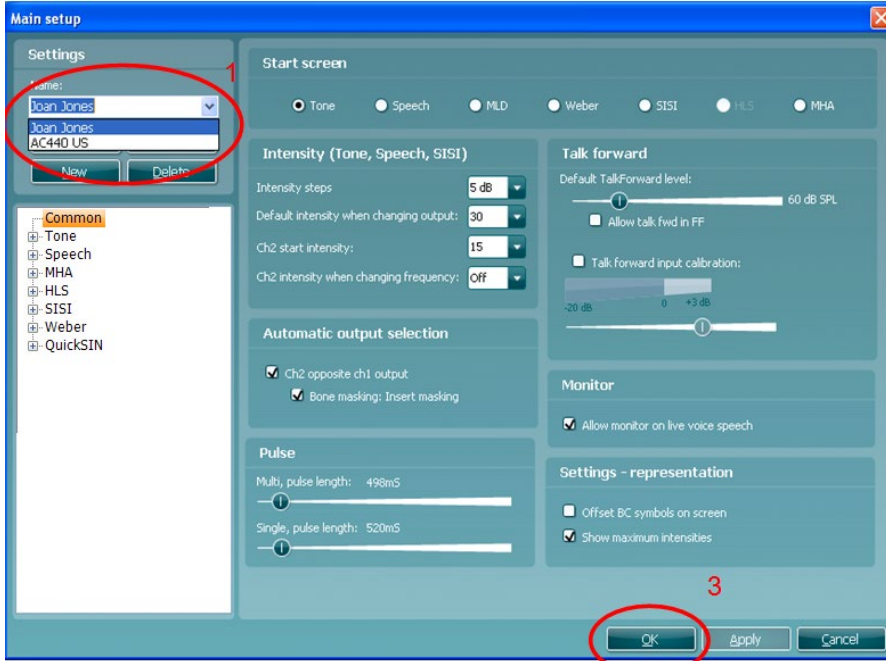 Main setup
Settings
1
Name:
Joan Jones
Joan Jones
AC440 US
New Delete
Common
Tone
Speech
MHA
HLS
SISI
Weber
QuickSIN
Start screen
Tone Speech MLD Weber SISI HLS MHA
Intensity (Tone, Speech, SISI)
Intensity steps 5 dB
Default intensity when changing output: 30
Ch2 start intensity: 15
Ch2 intensity when changing frequency: Off
Talk forward
Default TalkForward level:
60 dB SPL
Allow talk fwd in FF
Talk forward input calibration:
-20 dB 0 +3 dB
Automatic output selection
Ch2 opposite ch1 output
Bone masking: Insert masking
Monitor
Allow monitor on live voice speech
Pulse
Multi, pulse length: 498mS
Single, pulse length: 520mS
Settings - representation
Offset BC symbols on screen
Show maximum intensities
3
OK Apply Cancel